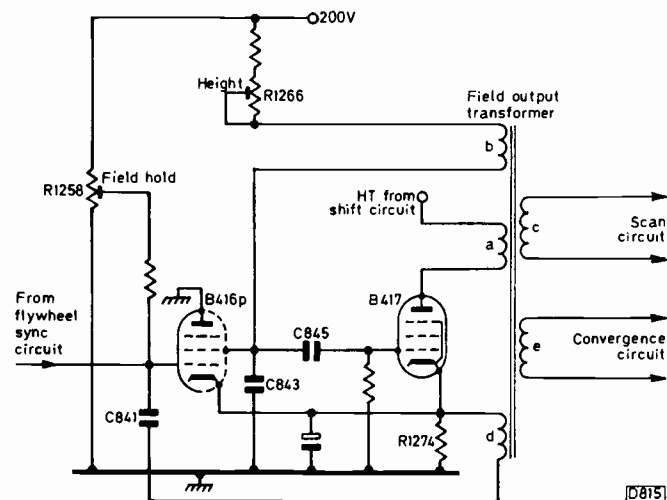 200V
Height
R1266
Field output
transformer
b
Field hold
R1258
HT from
shift circuit
a
c
Scan
circuit
From
flywheel
sync
circuit
B416p
B417
C845
e
Convergence
circuit
C843
C841
R1274
d
D815